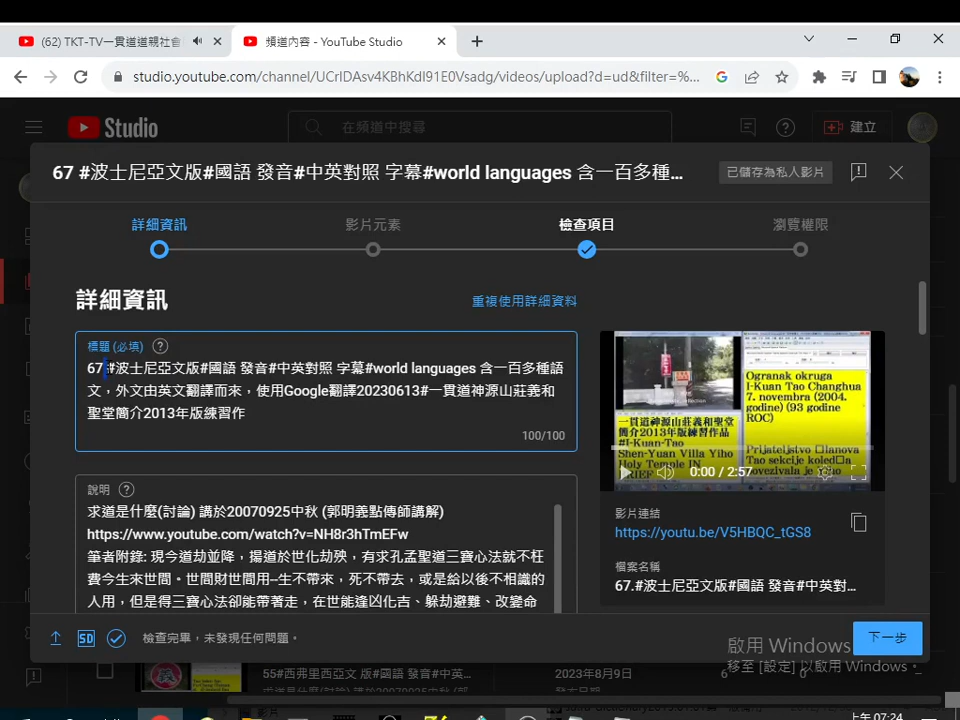 (62) TKT-TV一貫道道親社會
頻道內容 - YouTube Studio
studio.youtube.com/channel/UCrIDAsv4KBhKdI91E0Vsadg/videos/upload?d=ud&filter=%...
Studio
在頻道中搜尋
建立
67 #波士尼亞文版#國語 發音#中英對照 字幕#world languages 含一百多種...
已儲存為私人影片
詳細資訊
影片元素
檢查項目
瀏覽權限
詳細資訊
重複使用詳細資料
標題 (必填)
67 #波士尼亞文版#國語 發音#中英對照 字幕#world languages 含一百多種語
文，外文由英文翻譯而來，使用Google翻譯20230613#一貫道神源山莊義和
聖堂簡介2013年版練習作
100/100
說明
求道是什麼(討論) 講於20070925中秋 (郭明義點傳師講解)
https://www.youtube.com/watch?v=NH8r3hTmEFw
筆者附錄: 現今道劫並降，揚道於世化劫殃，有求孔孟聖道三寶心法就不枉
費今生來世間。世間財世間用--生不帶來，死不帶去，或是給以後不相識的
人用，但是得三寶心法卻能帶著走，在世能逢凶化吉、躲劫避難、改變命
一貫道神源山莊義和聖堂
簡介2013年版練習作品
#I-Kuan-Tao
Shen-Yuan Villa Yiho
Holy Temple IN
BRIEF
Ogranak okruga
I-Kuan Tao Changhua
7. novembra (2004.
godine) (93 godine
ROC)
Prijateljstvo
Tao sekcije
0:00 / 2:57
影片連結
https://youtu.be/V5HBQC_tGS8
檔案名稱
67.#波士尼亞文版#國語 發音#中英對...
SD
檢查完畢，未發現任何問題。
下一步
啟用 Windows
移至 [設定] 以啟用 Windows。
55#西弗里西亞文 版#國語 發音#中英...
2023年8月9日
6
0
上午 07:24